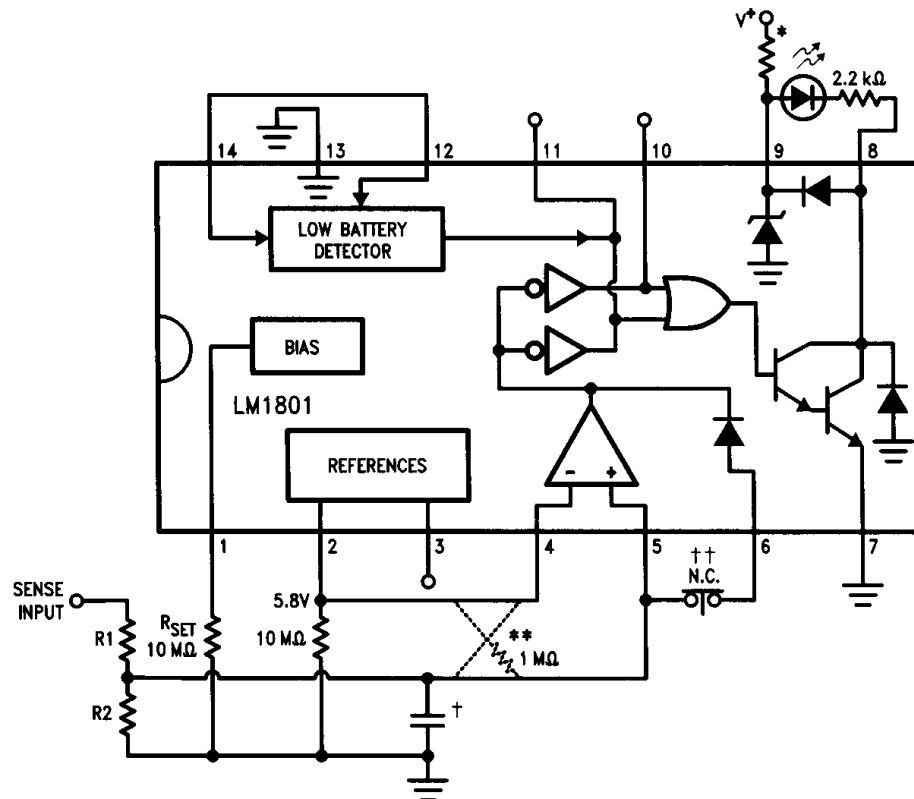 V+
*
2.2 kΩ
14
13
12
11
10
9
8
LOW BATTERY
DETECTOR
BIAS
LM1801
REFERENCES
-
+
1
2
3
4
5
6
7
††
N.C.
SENSE
INPUT
5.8V
R1
RSET
10 MΩ
10 MΩ
**
1 MΩ
R2
†